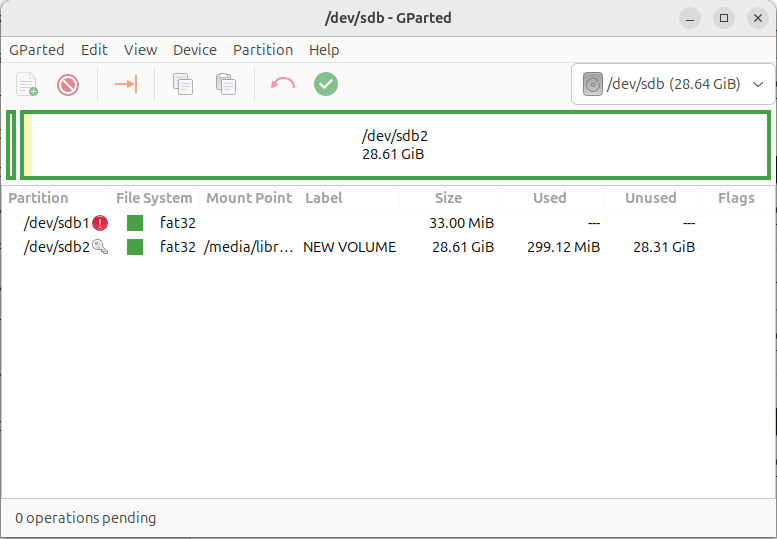 /dev/sdb - GParted
GParted Edit View Device Partition Help
/dev/sdb (28.64 GiB)
/dev/sdb2
28.61 GiB
Partition File System Mount Point Label Size Used Unused Flags
/dev/sdb1 fat32 33.00 MiB --- ---
/dev/sdb2 fat32 /media/libr... NEW VOLUME 28.61 GiB 299.12 MiB 28.31 GiB
0 operations pending